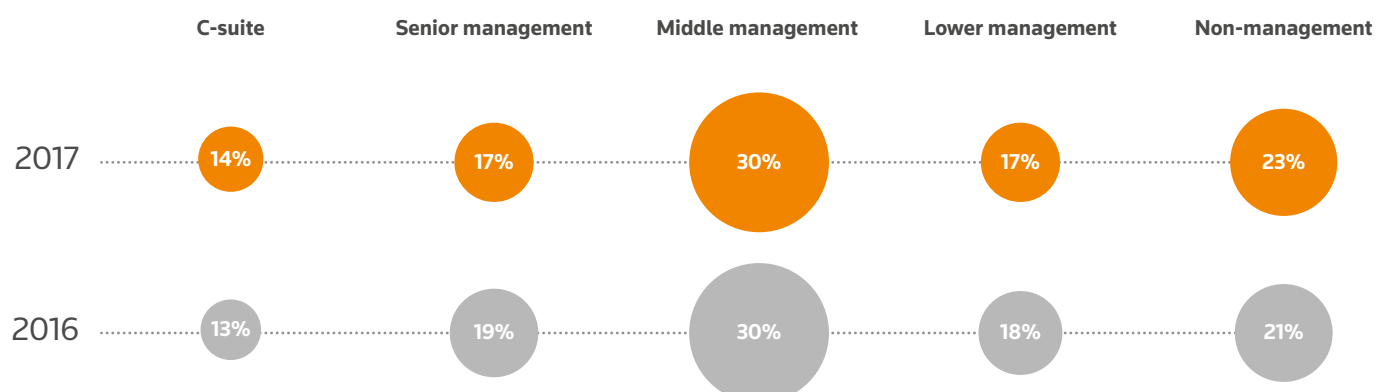 C-suite Senior management Middle management Lower management Non-management
2017 14% 17% 30% 17% 23%
2016 13% 19% 30% 18% 21%